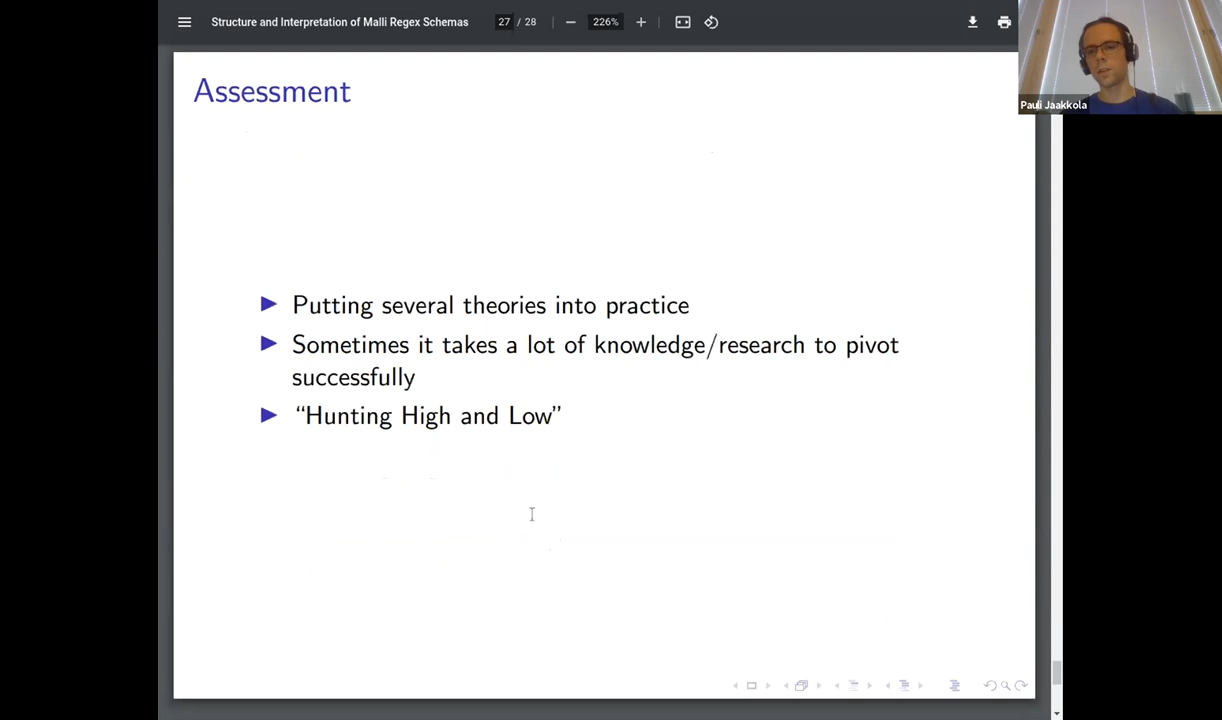 Structure and Interpretation of Malli Regex Schemas
27 / 28
226%
Pauli Jaakkola
Assessment
Putting several theories into practice
Sometimes it takes a lot of knowledge/research to pivot
successfully
“Hunting High and Low”